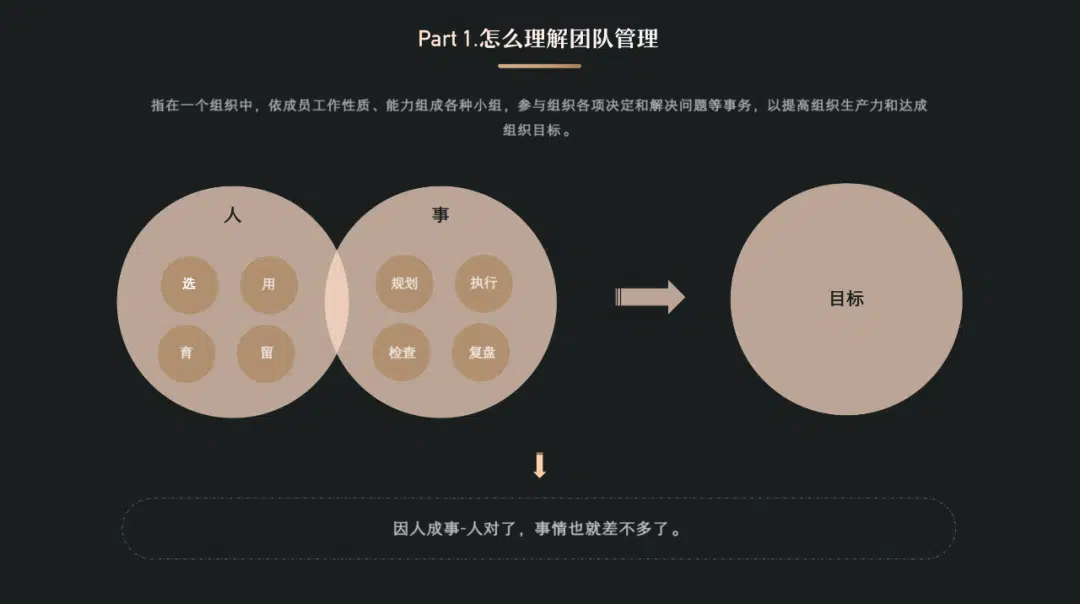 Part 1.怎么理解团队管理
指在一个组织中，依成员工作性质、能力组成各种小组，参与组织各项决定和解决问题等事务，以提高组织生产力和达成
组织目标。
人
事
选
用
规划
执行
育
留
检查
复盘
目标
因人成事-人对了，事情也就差不多了。